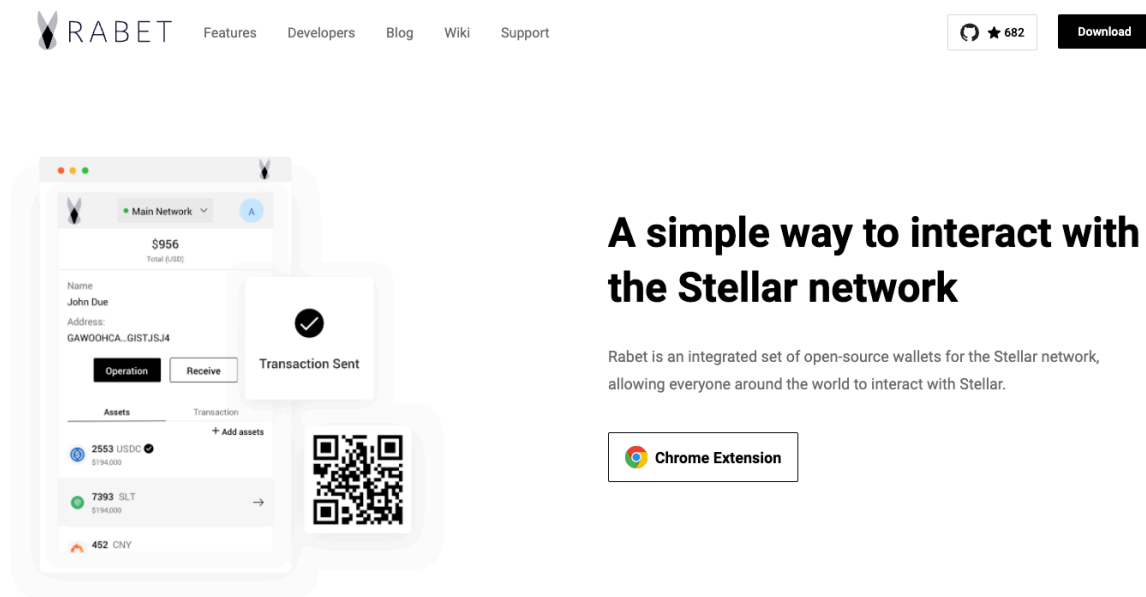 RABET
Features
Developers
Blog
Wiki
Support
682
Download
Main Network
A
$956
Total (USD)
Name
John Due
Address:
GAWOOHCA...GISTJSJ4
Operation
Receive
Transaction Sent
Assets
Transaction
+ Add assets
2553 USDC
$194,000
7393 SLT
$194,000
452 CNY
A simple way to interact with
the Stellar network
Rabet is an integrated set of open-source wallets for the Stellar network,
allowing everyone around the world to interact with Stellar.
Chrome Extension